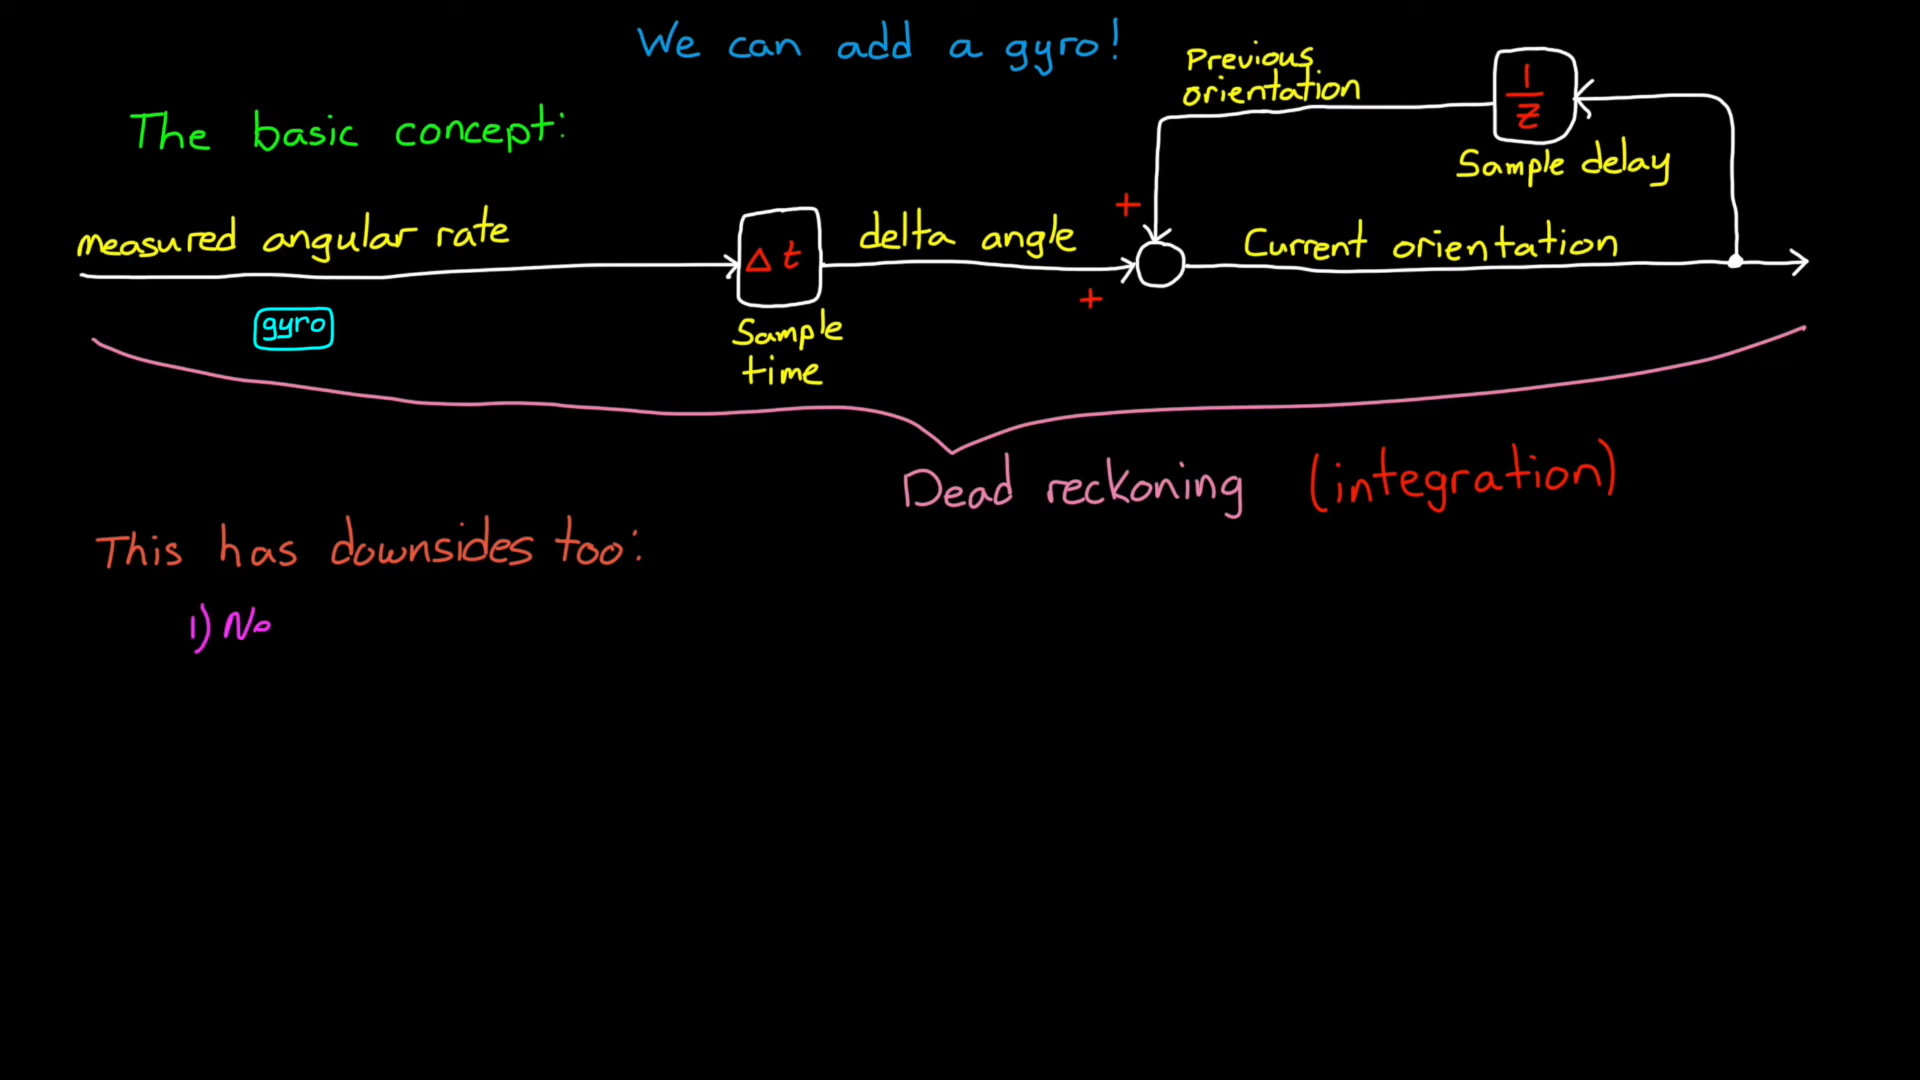 We can add a gyro!
Previous
orientation
1
z
The basic concept:
Sample delay
+
measured angular rate
Δt
delta angle
Current orientation
+
gyro
Sample
time
Dead reckoning (integration)
This has downsides too:
1) Ne